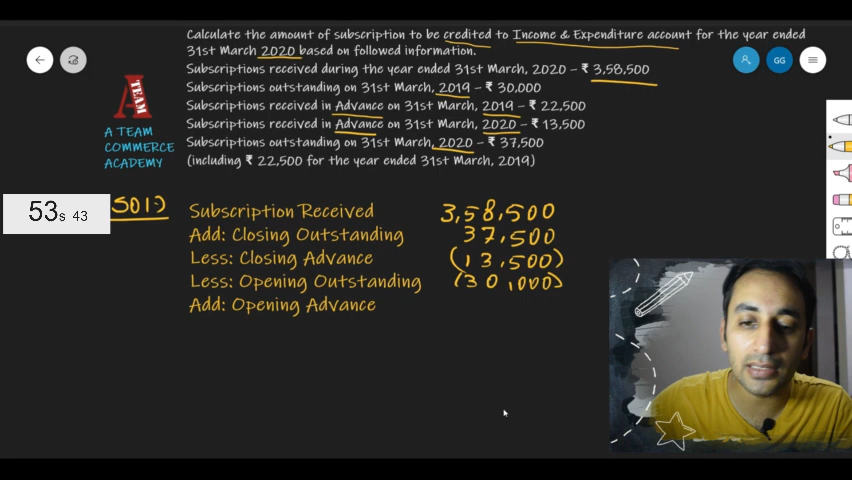 Calculate the amount of subscription to be credited to Income & Expenditure account for the year ended
31st March 2020 based on followed information.
Subscriptions received during the year ended 31st March, 2020 – ₹ 3,58,500
Subscriptions outstanding on 31st March, 2019 – ₹ 30,000
Subscriptions received in Advance on 31st March, 2019 – ₹ 22,500
Subscriptions received in Advance on 31st March, 2020 – ₹ 13,500
Subscriptions outstanding on 31st March, 2020 – ₹ 37,500
(including ₹ 22,500 for the year ended 31st March, 2019)
GG
A TEAM
A TEAM
COMMERCE
ACADEMY
53s 43
Sol:)
Subscription Received 3,58,500
Add: Closing Outstanding 37,500
Less: Closing Advance (13,500)
Less: Opening Outstanding (30,000)
Add: Opening Advance